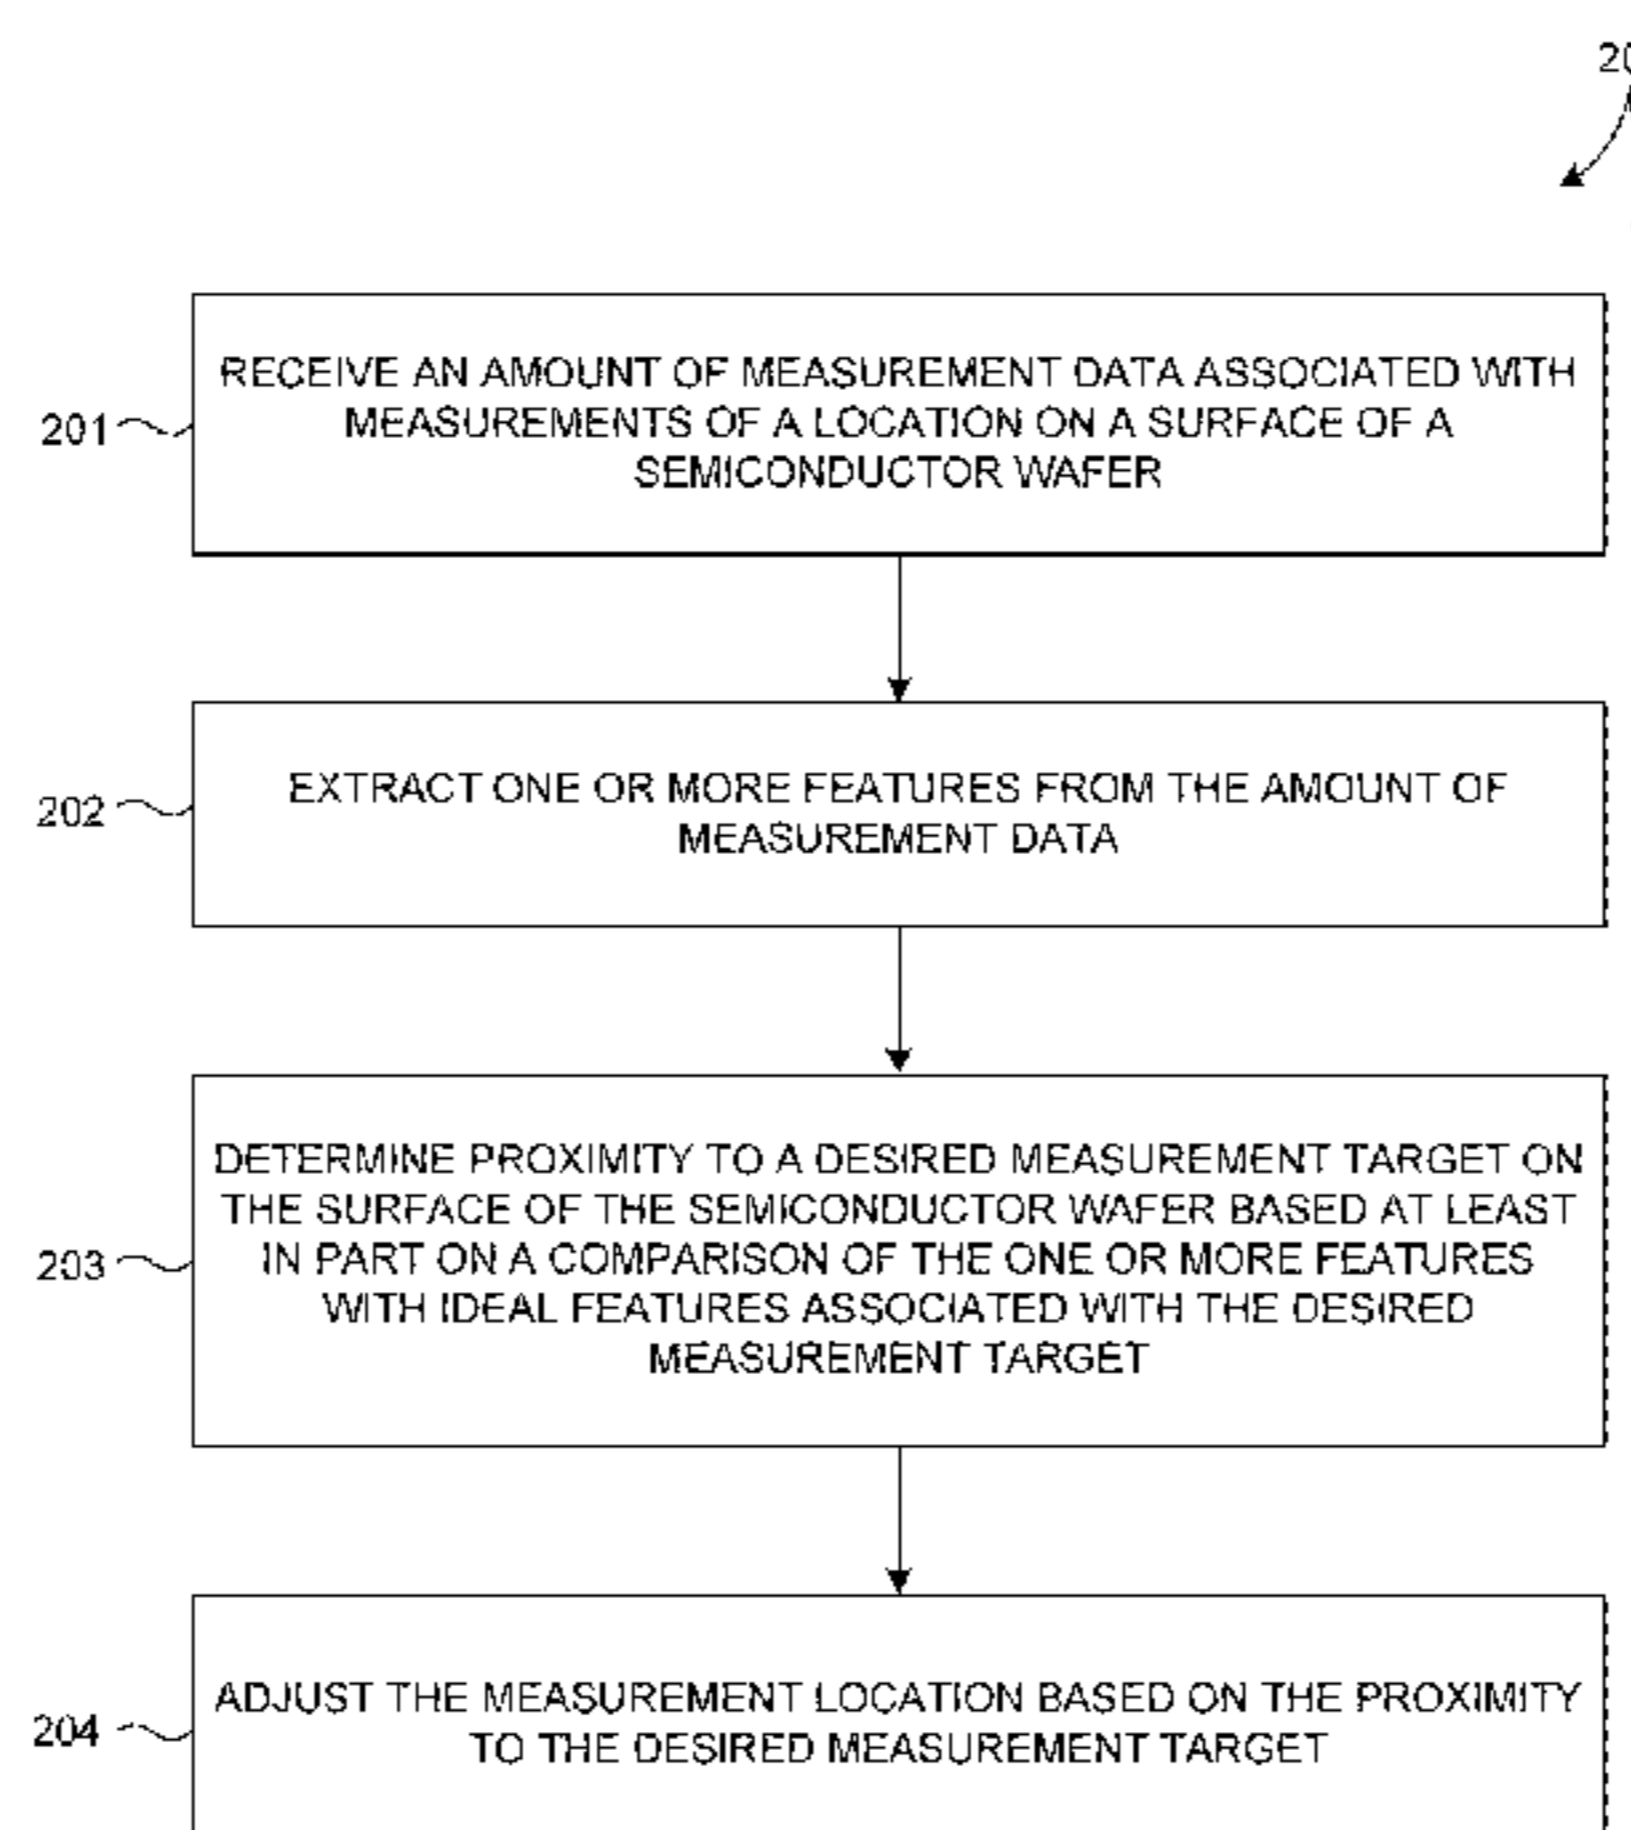 RECEIVE AN AMOUNT OF MEASUREMENT DATA ASSOCIATED WITH
MEASUREMENTS OF A LOCATION ON A SURFACE OF A
SEMICONDUCTOR WAFER
201
EXTRACT ONE OR MORE FEATURES FROM THE AMOUNT OF
MEASUREMENT DATA
202
DETERMINE PROXIMITY TO A DESIRED MEASUREMENT TARGET ON
THE SURFACE OF THE SEMICONDUCTOR WAFER BASED AT LEAST
IN PART ON A COMPARISON OF THE ONE OR MORE FEATURES
WITH IDEAL FEATURES ASSOCIATED WITH THE DESIRED
MEASUREMENT TARGET
203
ADJUST THE MEASUREMENT LOCATION BASED ON THE PROXIMITY
TO THE DESIRED MEASUREMENT TARGET
204